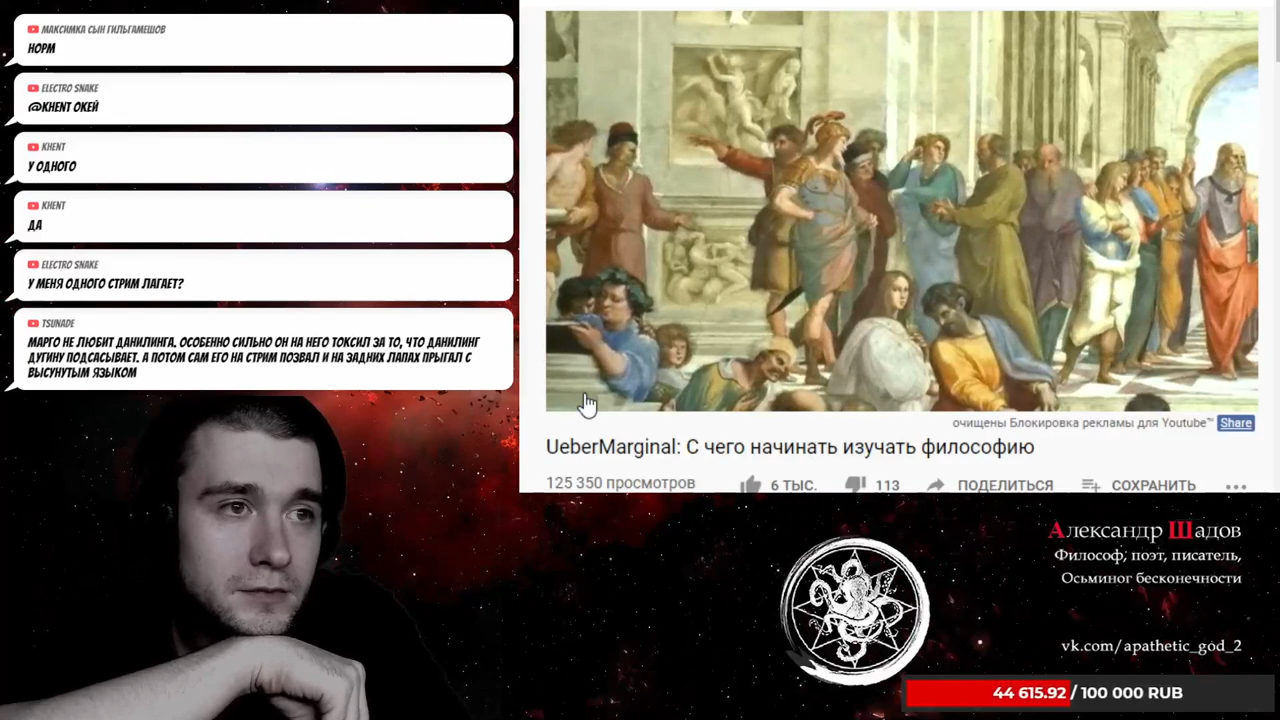 МАКСИМКА СЫН ГИЛЬГАМЕШОВ
НОРМ
ELECTRO SNAKE
@KHENT ОКЕЙ
KHENT
У ОДНОГО
KHENT
ДА
ELECTRO SNAKE
У МЕНЯ ОДНОГО СТРИМ ЛАГАЕТ?
TSUNADE
МАРГО НЕ ЛЮБИТ ДАНИЛИНГА. ОСОБЕННО СИЛЬНО ОН НА НЕГО ТОКСИЛ ЗА ТО, ЧТО ДАНИЛИНГ
ДУГИНУ ПОДСАСЫВАЕТ. А ПОТОМ САМ ЕГО НА СТРИМ ПОЗВАЛ И НА ЗАДНИХ ЛАПАХ ПРЫГАЛ С
ВЫСУНУТЫМ ЯЗЫКОМ
очищены Блокировка рекламы для Youtube™ Share
UeberMarginal: С чего начинать изучать философию
125 350 просмотров 6 ТЫС. 113 ПОДЕЛИТЬСЯ СОХРАНИТЬ
Александр Шадов
Философ, поэт, писатель,
Осьминог бесконечности
vk.com/apathetic_god_2
44 615.92 / 100 000 RUB